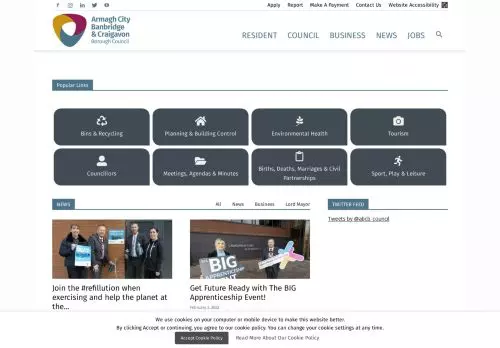 Apply Report Make A Payment Contact Us Website Accessibility
Armagh City
Banbridge
& Craigavon
Borough Council
RESIDENT COUNCIL BUSINESS NEWS JOBS
Popular Links
Bins & Recycling
Planning & Building Control
Environmental Health
Tourism
Councillors
Meetings, Agendas & Minutes
Births, Deaths, Marriages & Civil
Partnerships
Sport, Play & Leisure
NEWS All News Business Lord Mayor
TWITTER FEED
Tweets by @abcb_council
BIG
APPRENTICESHIP
Join the #refillution when
exercising and help the planet at
the...
Get Future Ready with The BIG
Apprenticeship Event!
We use cookies on your computer or mobile device to make this website better.
By clicking Accept or continuing, you agree to our cookie policy. You can change your cookie settings at any time.
Accept Cookie Policy Read More About Our Cookie Policy